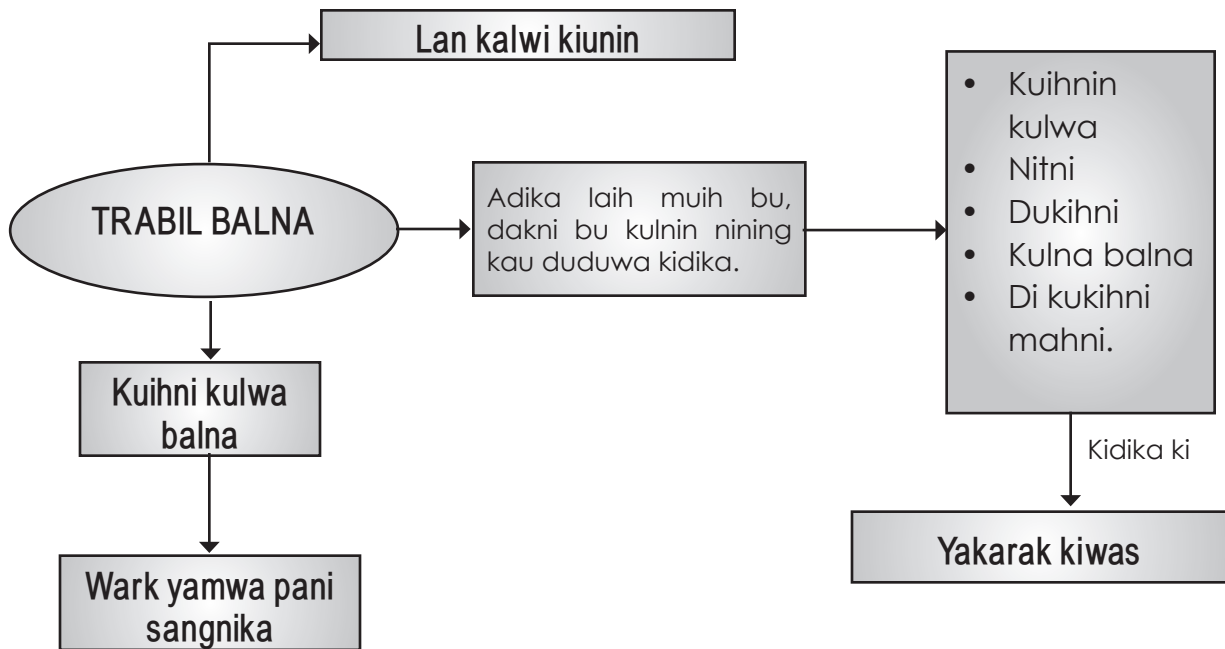 Lan kalwi kiunin
TRABIL BALNA
Adika laih muih bu,
dakni bu kulnin nining
kau duduwa kidika.
• Kuihnin
kulwa
• Nitni
• Dukihni
• Kulna balna
• Di kukihni
mahni.
Kuihni kulwa
balna
Kidika ki
Wark yamwa pani
sangnika
Yakarak kiwas